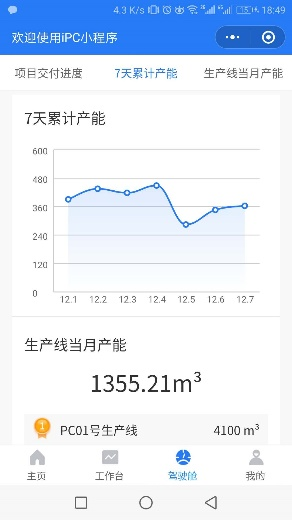 4.3 K/s 18:49
欢迎使用iPC小程序
项目交付进度 7天累计产能 生产线当月产能
7天累计产能
600
480
360
240
120
0
12.1 12.2 12.3 12.4 12.5 12.6 12.7
生产线当月产能
1355.21m³
PC01号生产线 4100 m³
主页 工作台 驾驶舱 我的